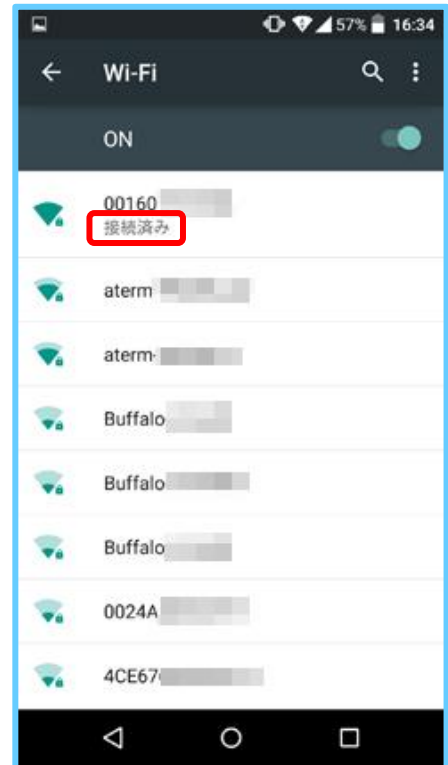 57% 16:34
Wi-Fi
ON
00160
接続済み
aterm
aterm-
Buffalo
Buffalo
Buffalo
0024A
4CE67